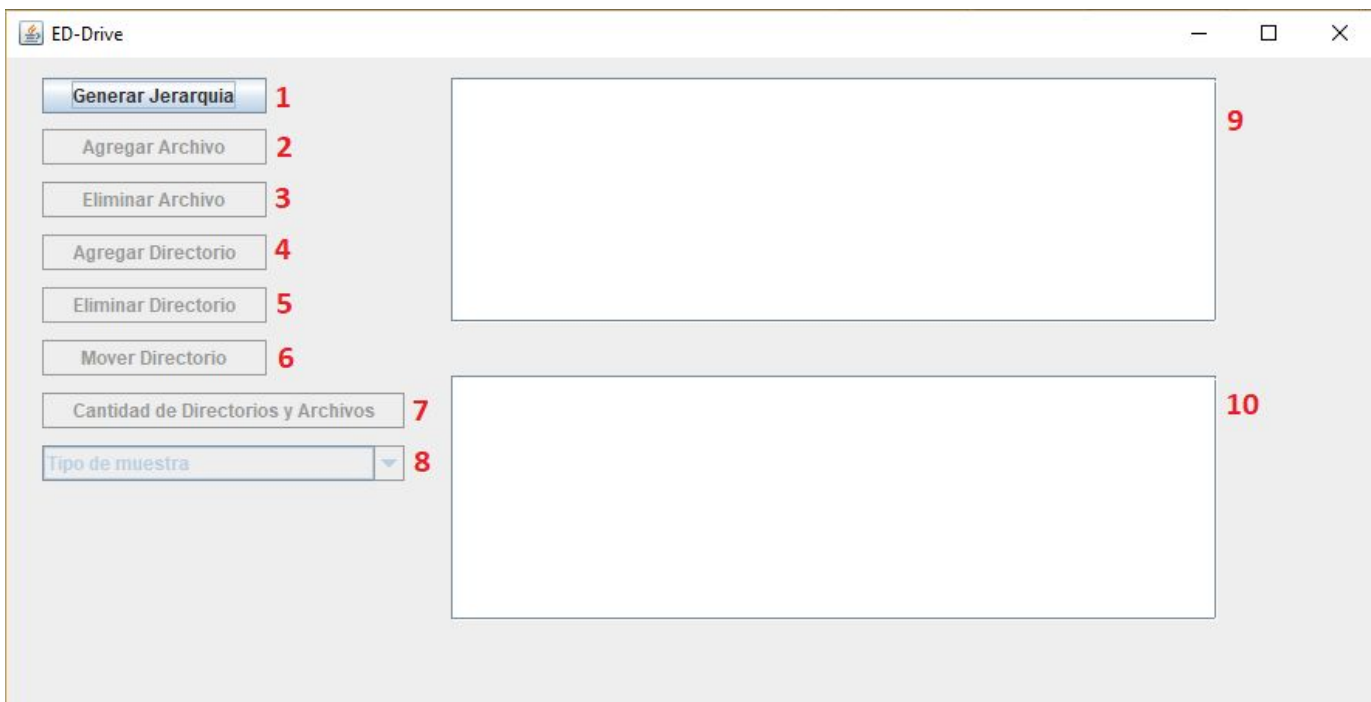 ED-Drive
Generar Jerarquia 1
Agregar Archivo 2
Eliminar Archivo 3
Agregar Directorio 4
Eliminar Directorio 5
Mover Directorio 6
Cantidad de Directorios y Archivos 7
Tipo de muestra 8
9
10